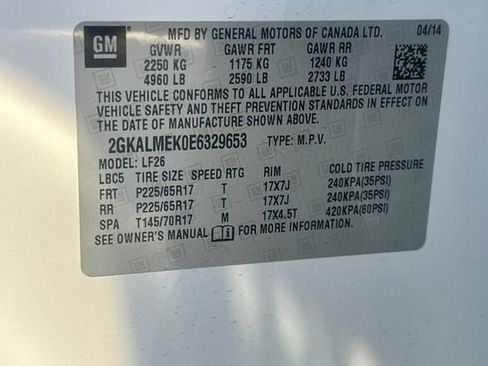 GM
MFD BY GENERAL MOTORS OF CANADA LTD. 04/14
GVWR GAWR FRT GAWR RR
2250 KG 1175 KG 1240 KG
4960 LB 2590 LB 2733 LB
THIS VEHICLE CONFORMS TO ALL APPLICABLE U.S. FEDERAL MOTOR
VEHICLE SAFETY AND THEFT PREVENTION STANDARDS IN EFFECT ON
THE DATE OF MANUFACTURE SHOWN ABOVE.
2GKALMEK0E6329653 TYPE: M.P.V.
MODEL: LF26
LBC5 TIRE SIZE SPEED RTG RIM COLD TIRE PRESSURE
FRT P225/65R17 T 17X7J 240KPA(35PSI)
RR P225/65R17 T 17X7J 240KPA(35PSI)
SPA T145/70R17 M 17X4.5T 420KPA(60PSI)
SEE OWNER'S MANUAL FOR MORE INFORMATION.